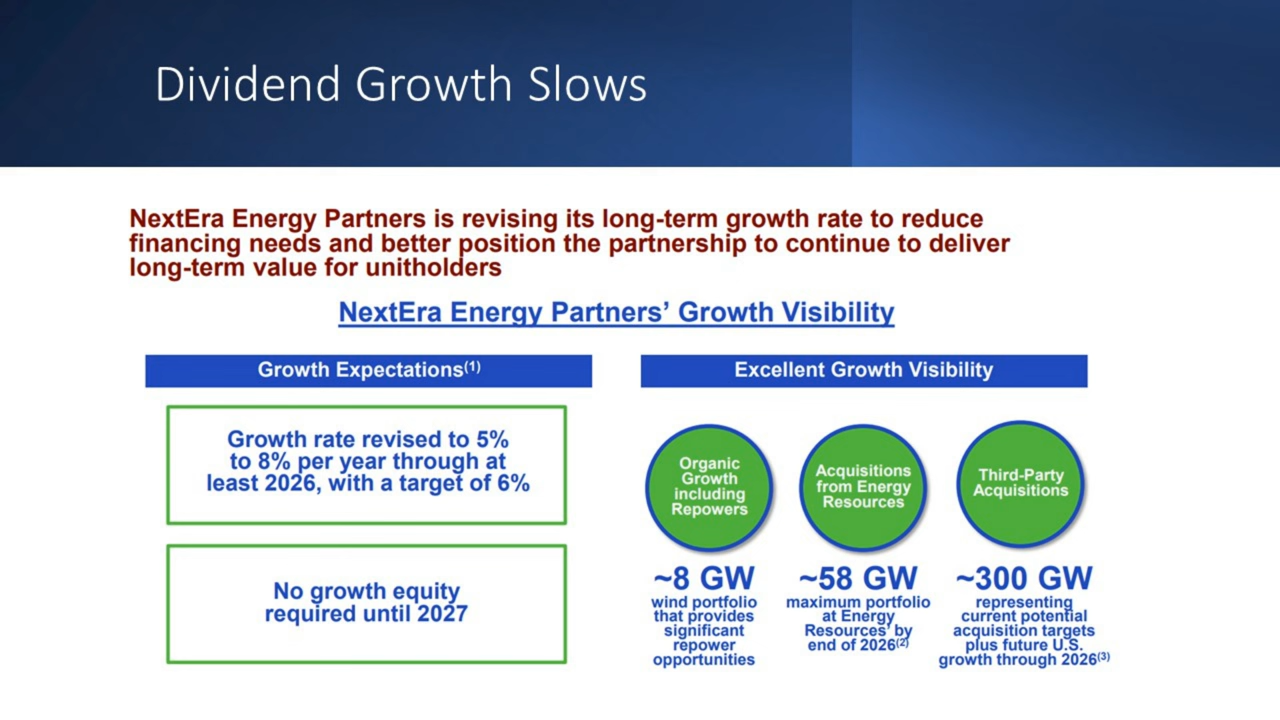 Dividend Growth Slows
NextEra Energy Partners is revising its long-term growth rate to reduce
financing needs and better position the partnership to continue to deliver
long-term value for unitholders
NextEra Energy Partners’ Growth Visibility
Growth Expectations(1)
Growth rate revised to 5%
to 8% per year through at
least 2026, with a target of 6%
No growth equity
required until 2027
Excellent Growth Visibility
Organic
Growth
including
Repowers
~8 GW
wind portfolio
that provides
significant
repower
opportunities
Acquisitions
from Energy
Resources
~58 GW
maximum portfolio
at Energy
Resources’ by
end of 2026(2)
Third-Party
Acquisitions
~300 GW
representing
current potential
acquisition targets
plus future U.S.
growth through 2026(3)